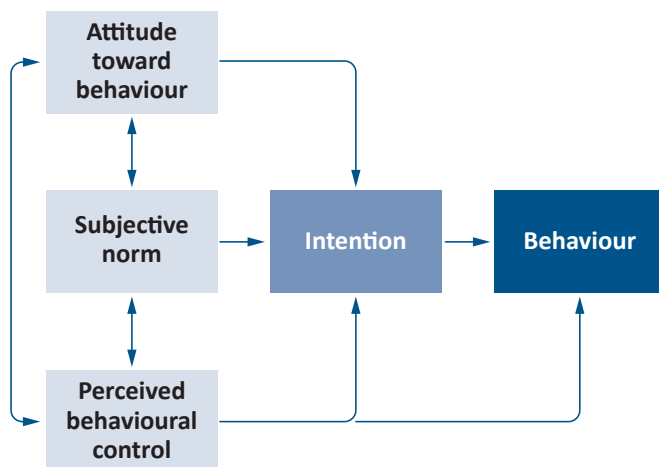 Attitude
toward
behaviour
Subjective
norm
Intention
Behaviour
Perceived
behavioural
control